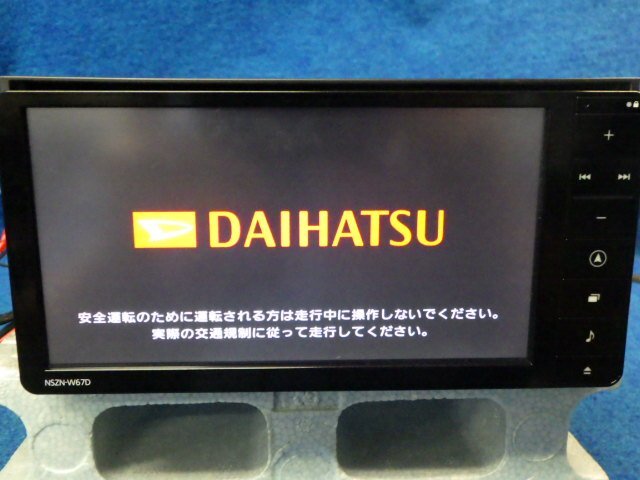 DAIHATSU
安全運転のために運転される方は走行中に操作しないでください。
実際の交通規制に従って走行してください。
NSZN-W67D